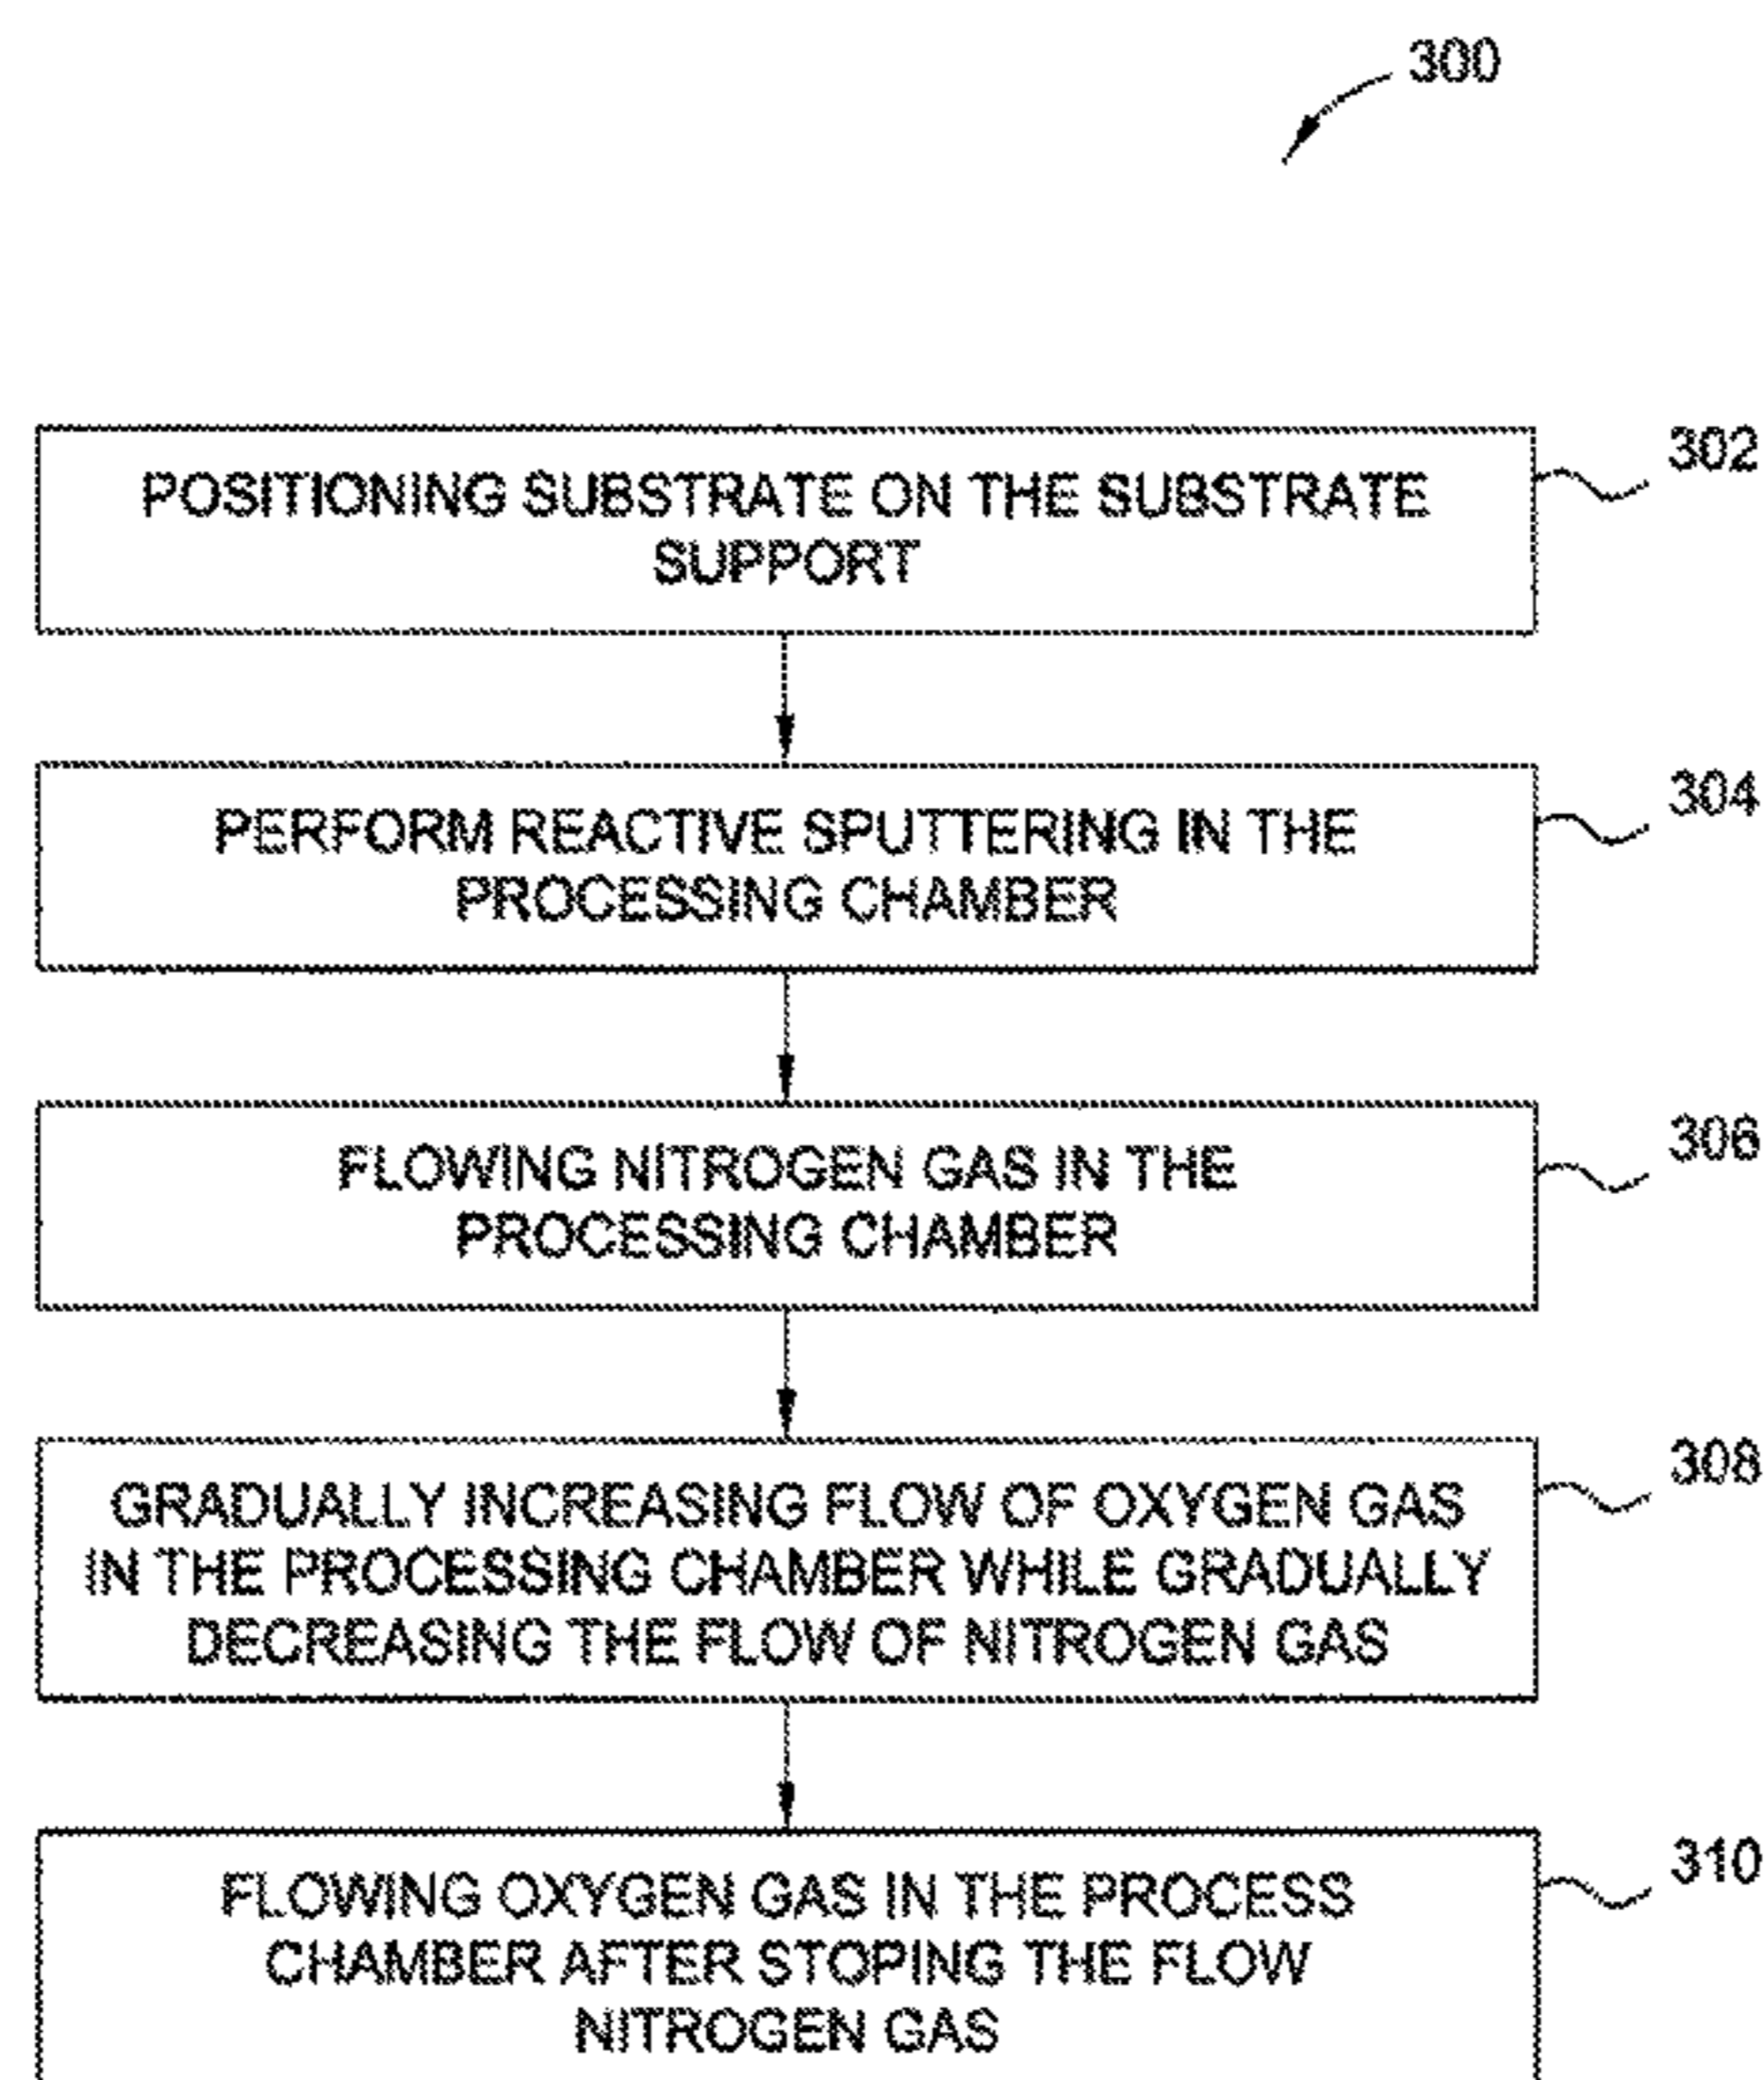 300
POSITIONING SUBSTRATE ON THE SUBSTRATE
SUPPORT
302
PERFORM REACTIVE SPUTTERING IN THE
PROCESSING CHAMBER
304
FLOWING NITROGEN GAS IN THE
PROCESSING CHAMBER
306
GRADUALLY INCREASING FLOW OF OXYGEN GAS
IN THE PROCESSING CHAMBER WHILE GRADUALLY
DECREASING THE FLOW OF NITROGEN GAS
308
FLOWING OXYGEN GAS IN THE PROCESS
CHAMBER AFTER STOPING THE FLOW
NITROGEN GAS
310